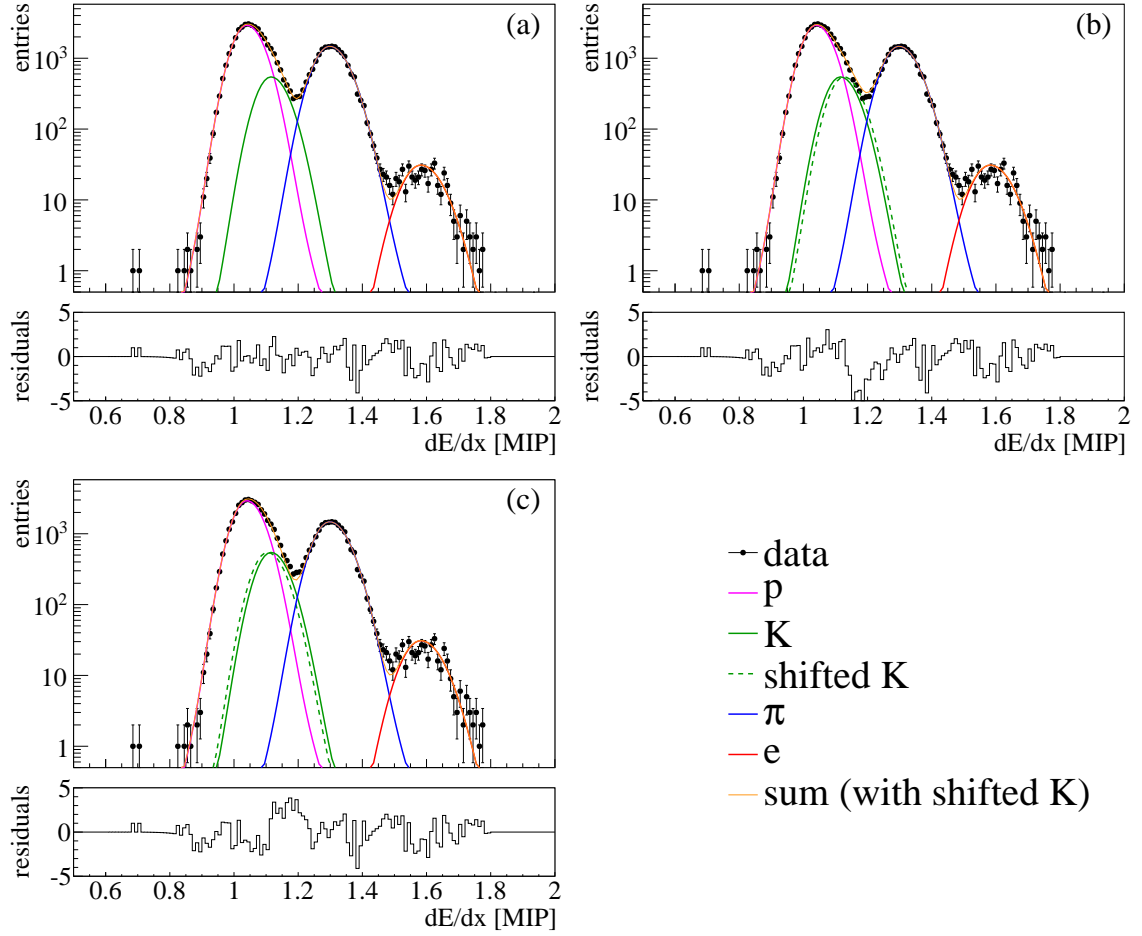 entries
(a)
10³
10²
10
1
residuals
5
0
-5
0.6 0.8 1 1.2 1.4 1.6 1.8 2
dE/dx [MIP]
entries
(b)
10³
10²
10
1
residuals
5
0
-5
0.6 0.8 1 1.2 1.4 1.6 1.8 2
dE/dx [MIP]
entries
(c)
10³
10²
10
1
residuals
5
0
-5
0.6 0.8 1 1.2 1.4 1.6 1.8 2
dE/dx [MIP]
data
p
K
shifted K
π
e
sum (with shifted K)